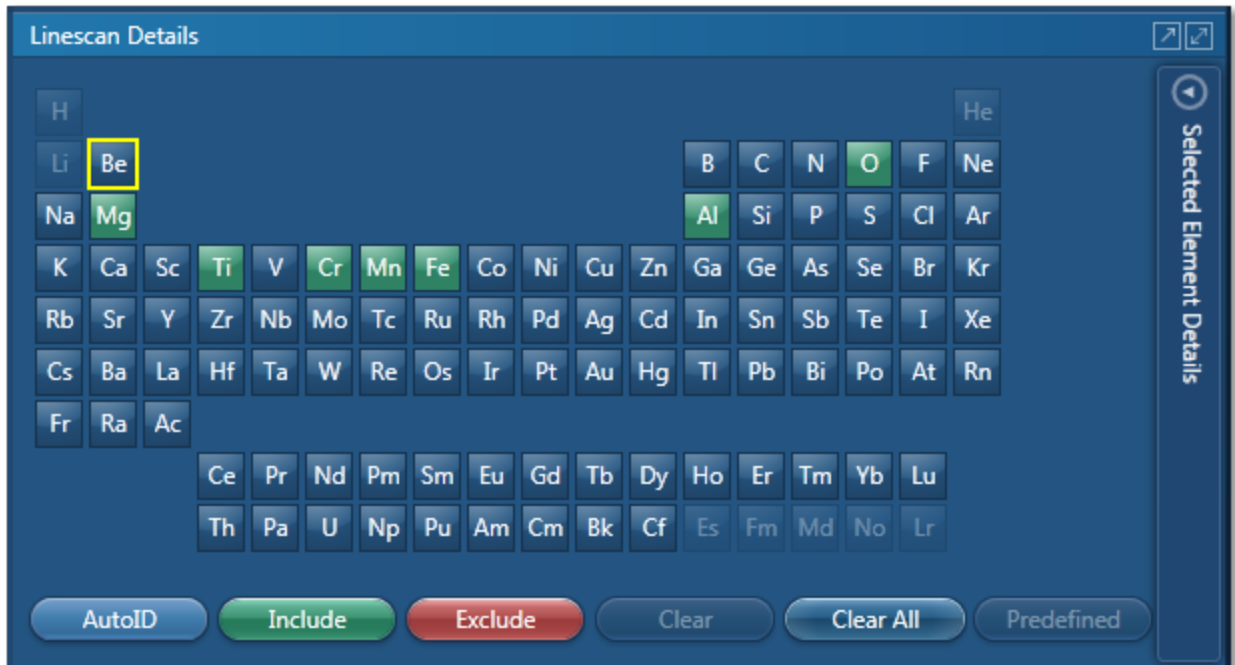 Linescan Details
H He
Li Be B C N O F Ne
Na Mg Al Si P S Cl Ar
K Ca Sc Ti V Cr Mn Fe Co Ni Cu Zn Ga Ge As Se Br Kr
Rb Sr Y Zr Nb Mo Tc Ru Rh Pd Ag Cd In Sn Sb Te I Xe
Cs Ba La Hf Ta W Re Os Ir Pt Au Hg Tl Pb Bi Po At Rn
Fr Ra Ac
Ce Pr Nd Pm Sm Eu Gd Tb Dy Ho Er Tm Yb Lu
Th Pa U Np Pu Am Cm Bk Cf Es Fm Md No Lr
AutoID Include Exclude Clear Clear All Predefined
Selected Element Details